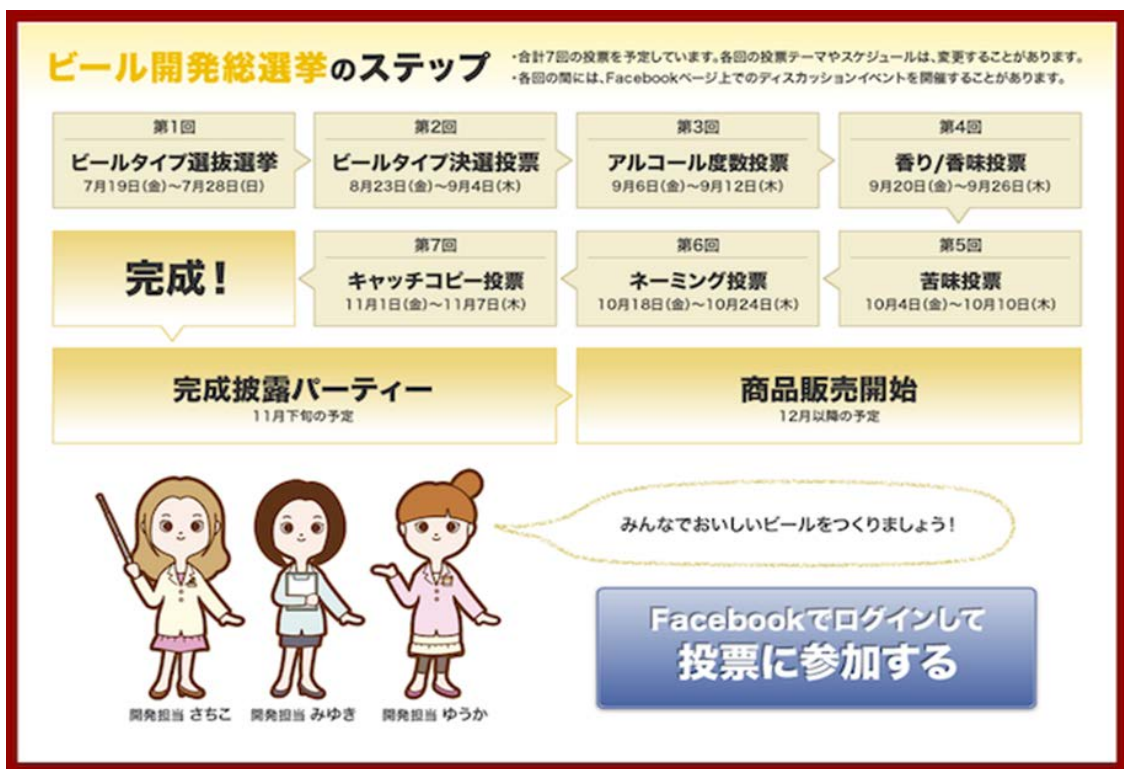 ビール開発総選挙のステップ
・合計7回の投票を予定しています。各回の投票テーマやスケジュールは、変更することがあります。
・各回の間には、Facebookページ上でのディスカッションイベントを開催することがあります。
第1回
ビールタイプ選抜選挙
7月19日(金)〜7月28日(日)
第2回
ビールタイプ決選投票
8月23日(金)〜9月4日(木)
第3回
アルコール度数投票
9月6日(金)〜9月12日(木)
第4回
香り/香味投票
9月20日(金)〜9月26日(木)
第5回
苦味投票
10月4日(金)〜10月10日(木)
第6回
ネーミング投票
10月18日(金)〜10月24日(木)
第7回
キャッチコピー投票
11月1日(金)〜11月7日(木)
完成!
完成披露パーティー
11月下旬の予定
商品販売開始
12月以降の予定
みんなでおいしいビールをつくりましょう!
Facebookでログインして
投票に参加する
開発担当 さちこ
開発担当 みゆき
開発担当 ゆうか